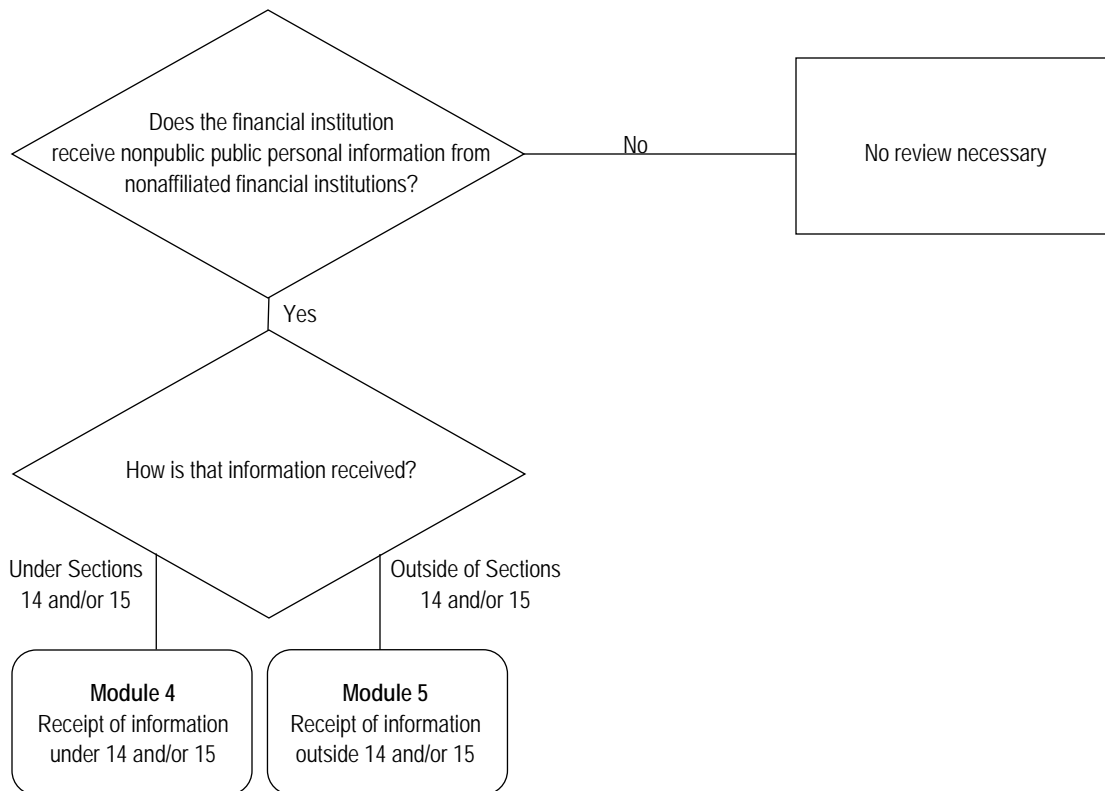 Does the financial institution
receive nonpublic public personal information from
nonaffiliated financial institutions?
No
No review necessary
Yes
How is that information received?
Under Sections
14 and/or 15
Outside of Sections
14 and/or 15
Module 4
Receipt of information
under 14 and/or 15
Module 5
Receipt of information
outside 14 and/or 15